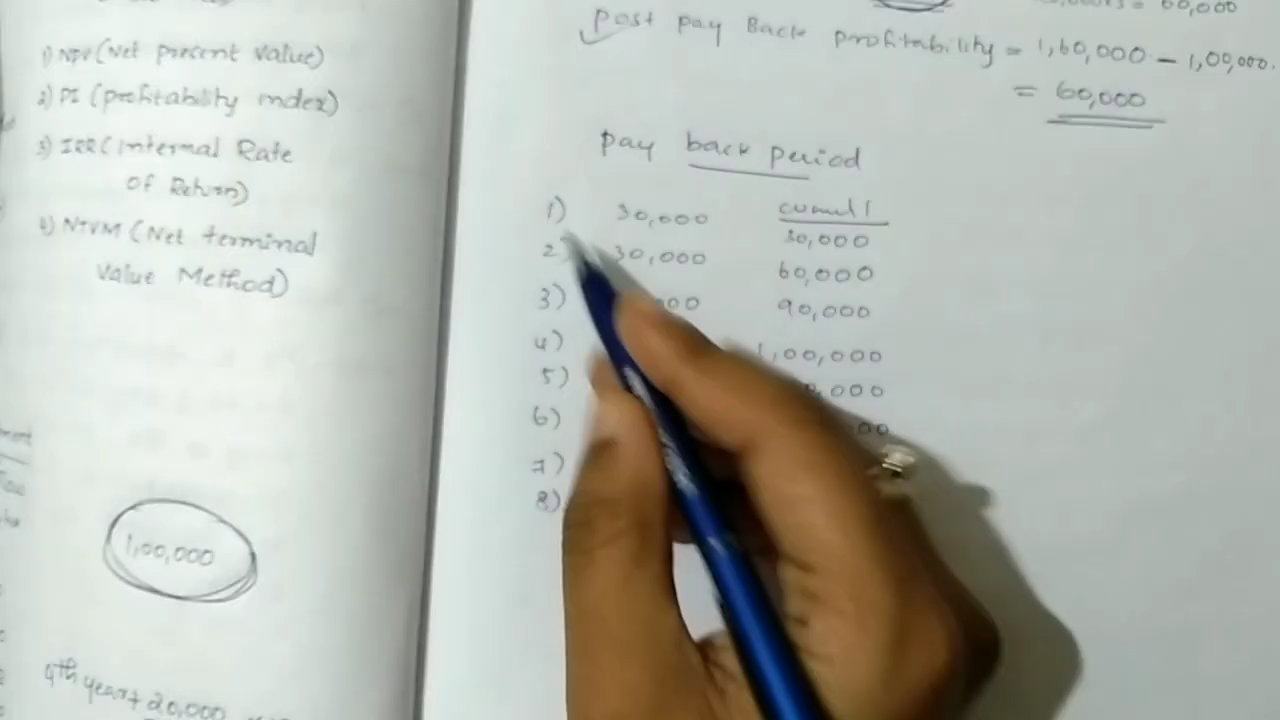 1) NPV (Net present value)
2) PI (profitability index)
3) IRR (Internal Rate
of Return)
4) NTVM (Net terminal
Value Method)
1,00,000
4th year + 20,000
60,000
post pay Back profitability = 1,60,000 - 1,00,000.
= 60,000
pay back period
cumul
1) 30,000 30,000
2) 30,000 60,000
3) 90,000
4) 1,00,000
5)
6)
7)
8)